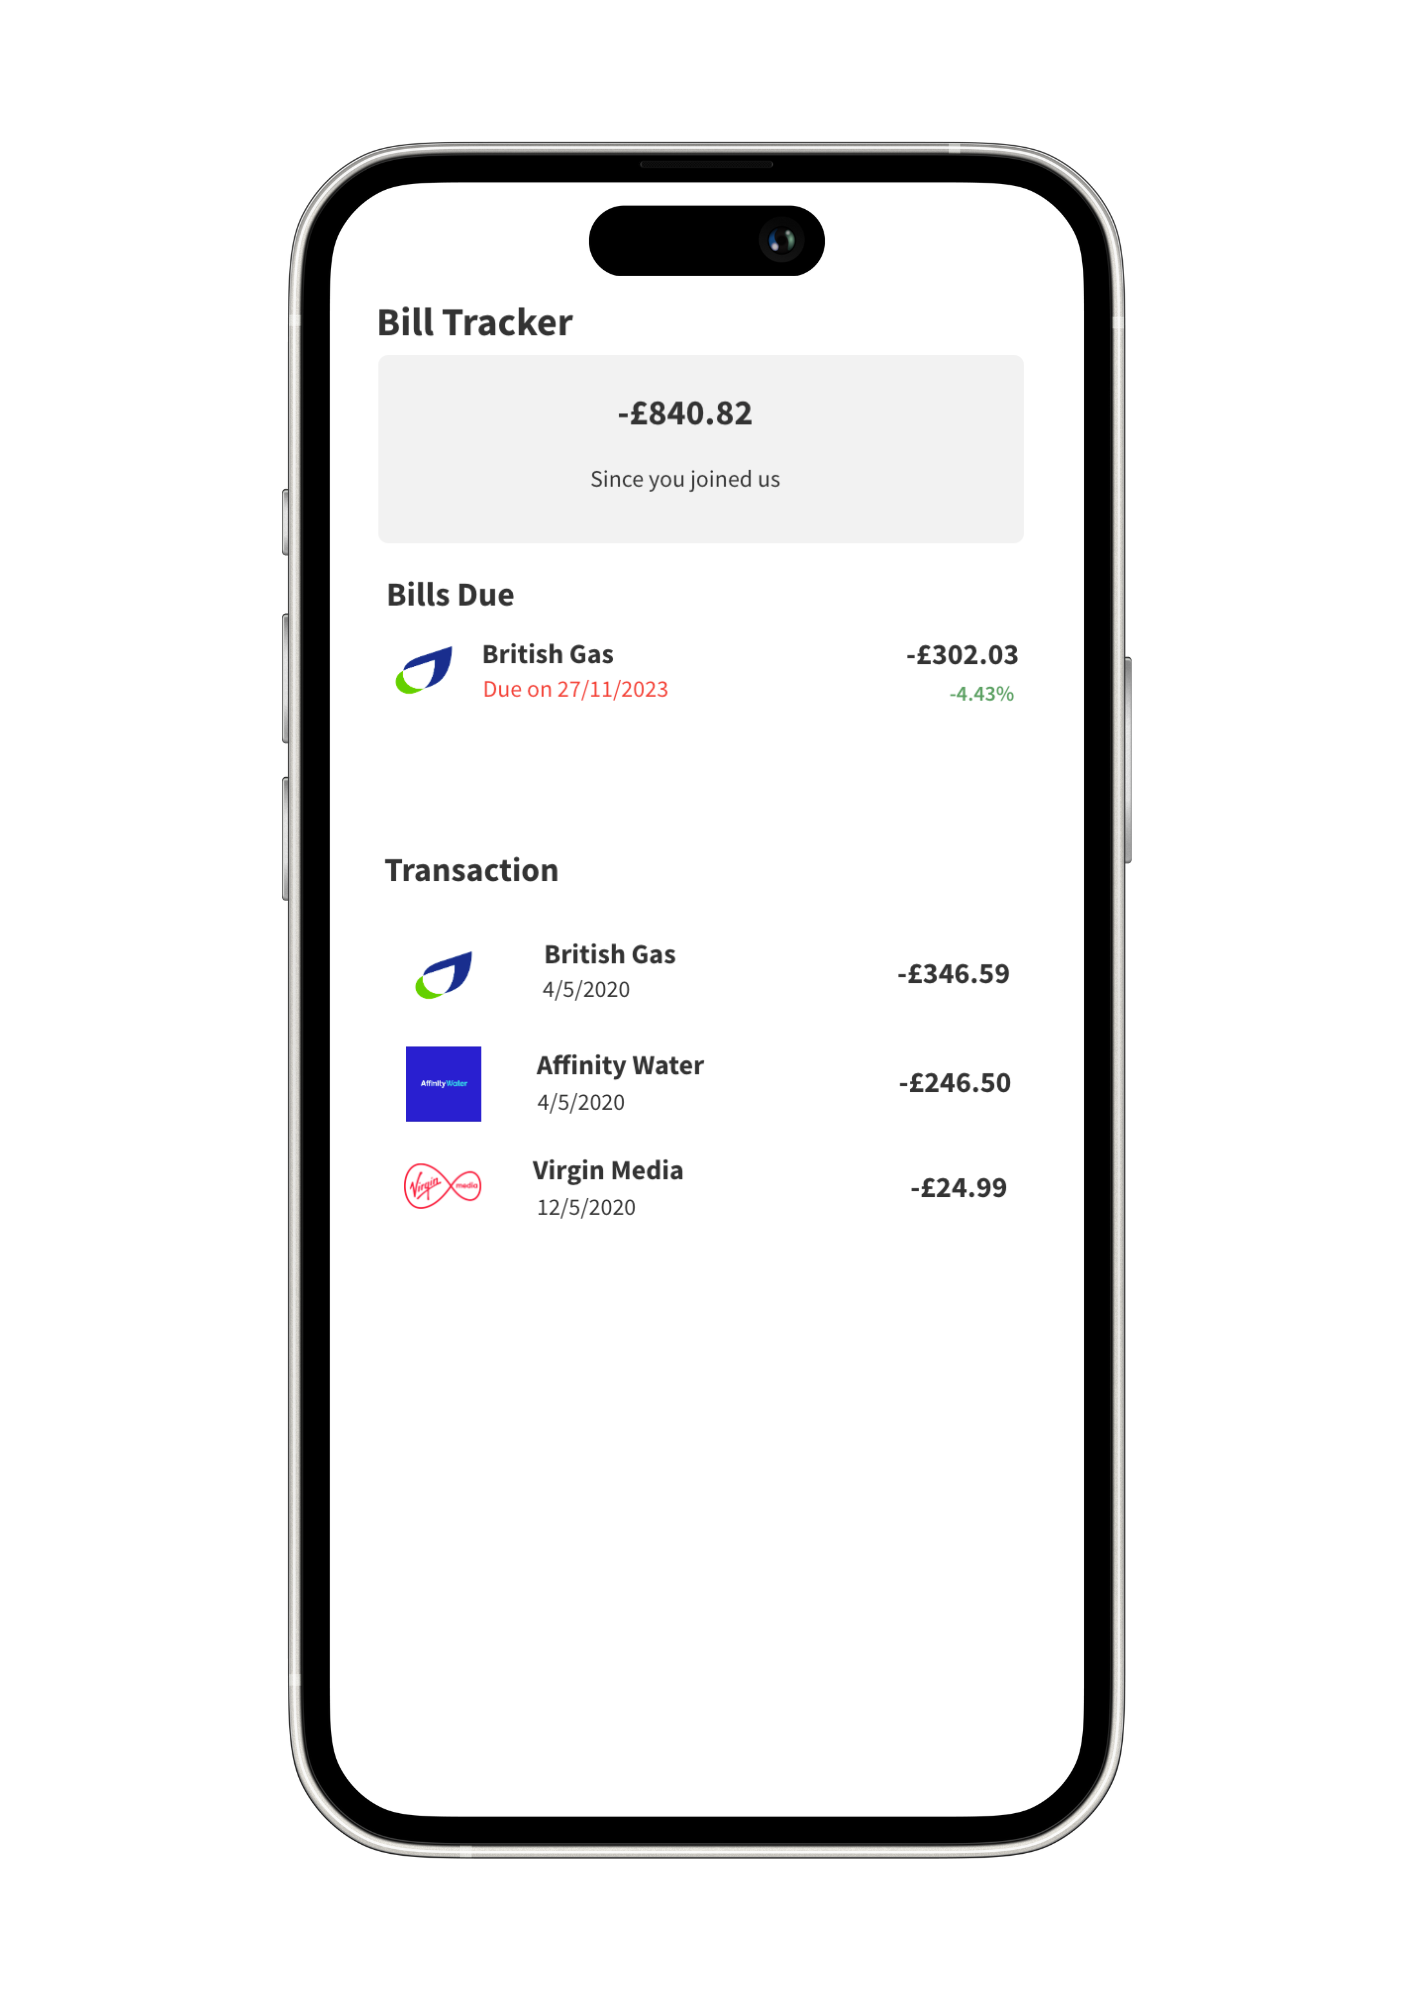 Bill Tracker
-£840.82
Since you joined us
Bills Due
British Gas
-£302.03
Due on 27/11/2023
-4.43%
Transaction
British Gas
4/5/2020
-£346.59
Affinity Water
Affinity Water
4/5/2020
-£246.50
Virgin media
Virgin Media
12/5/2020
-£24.99